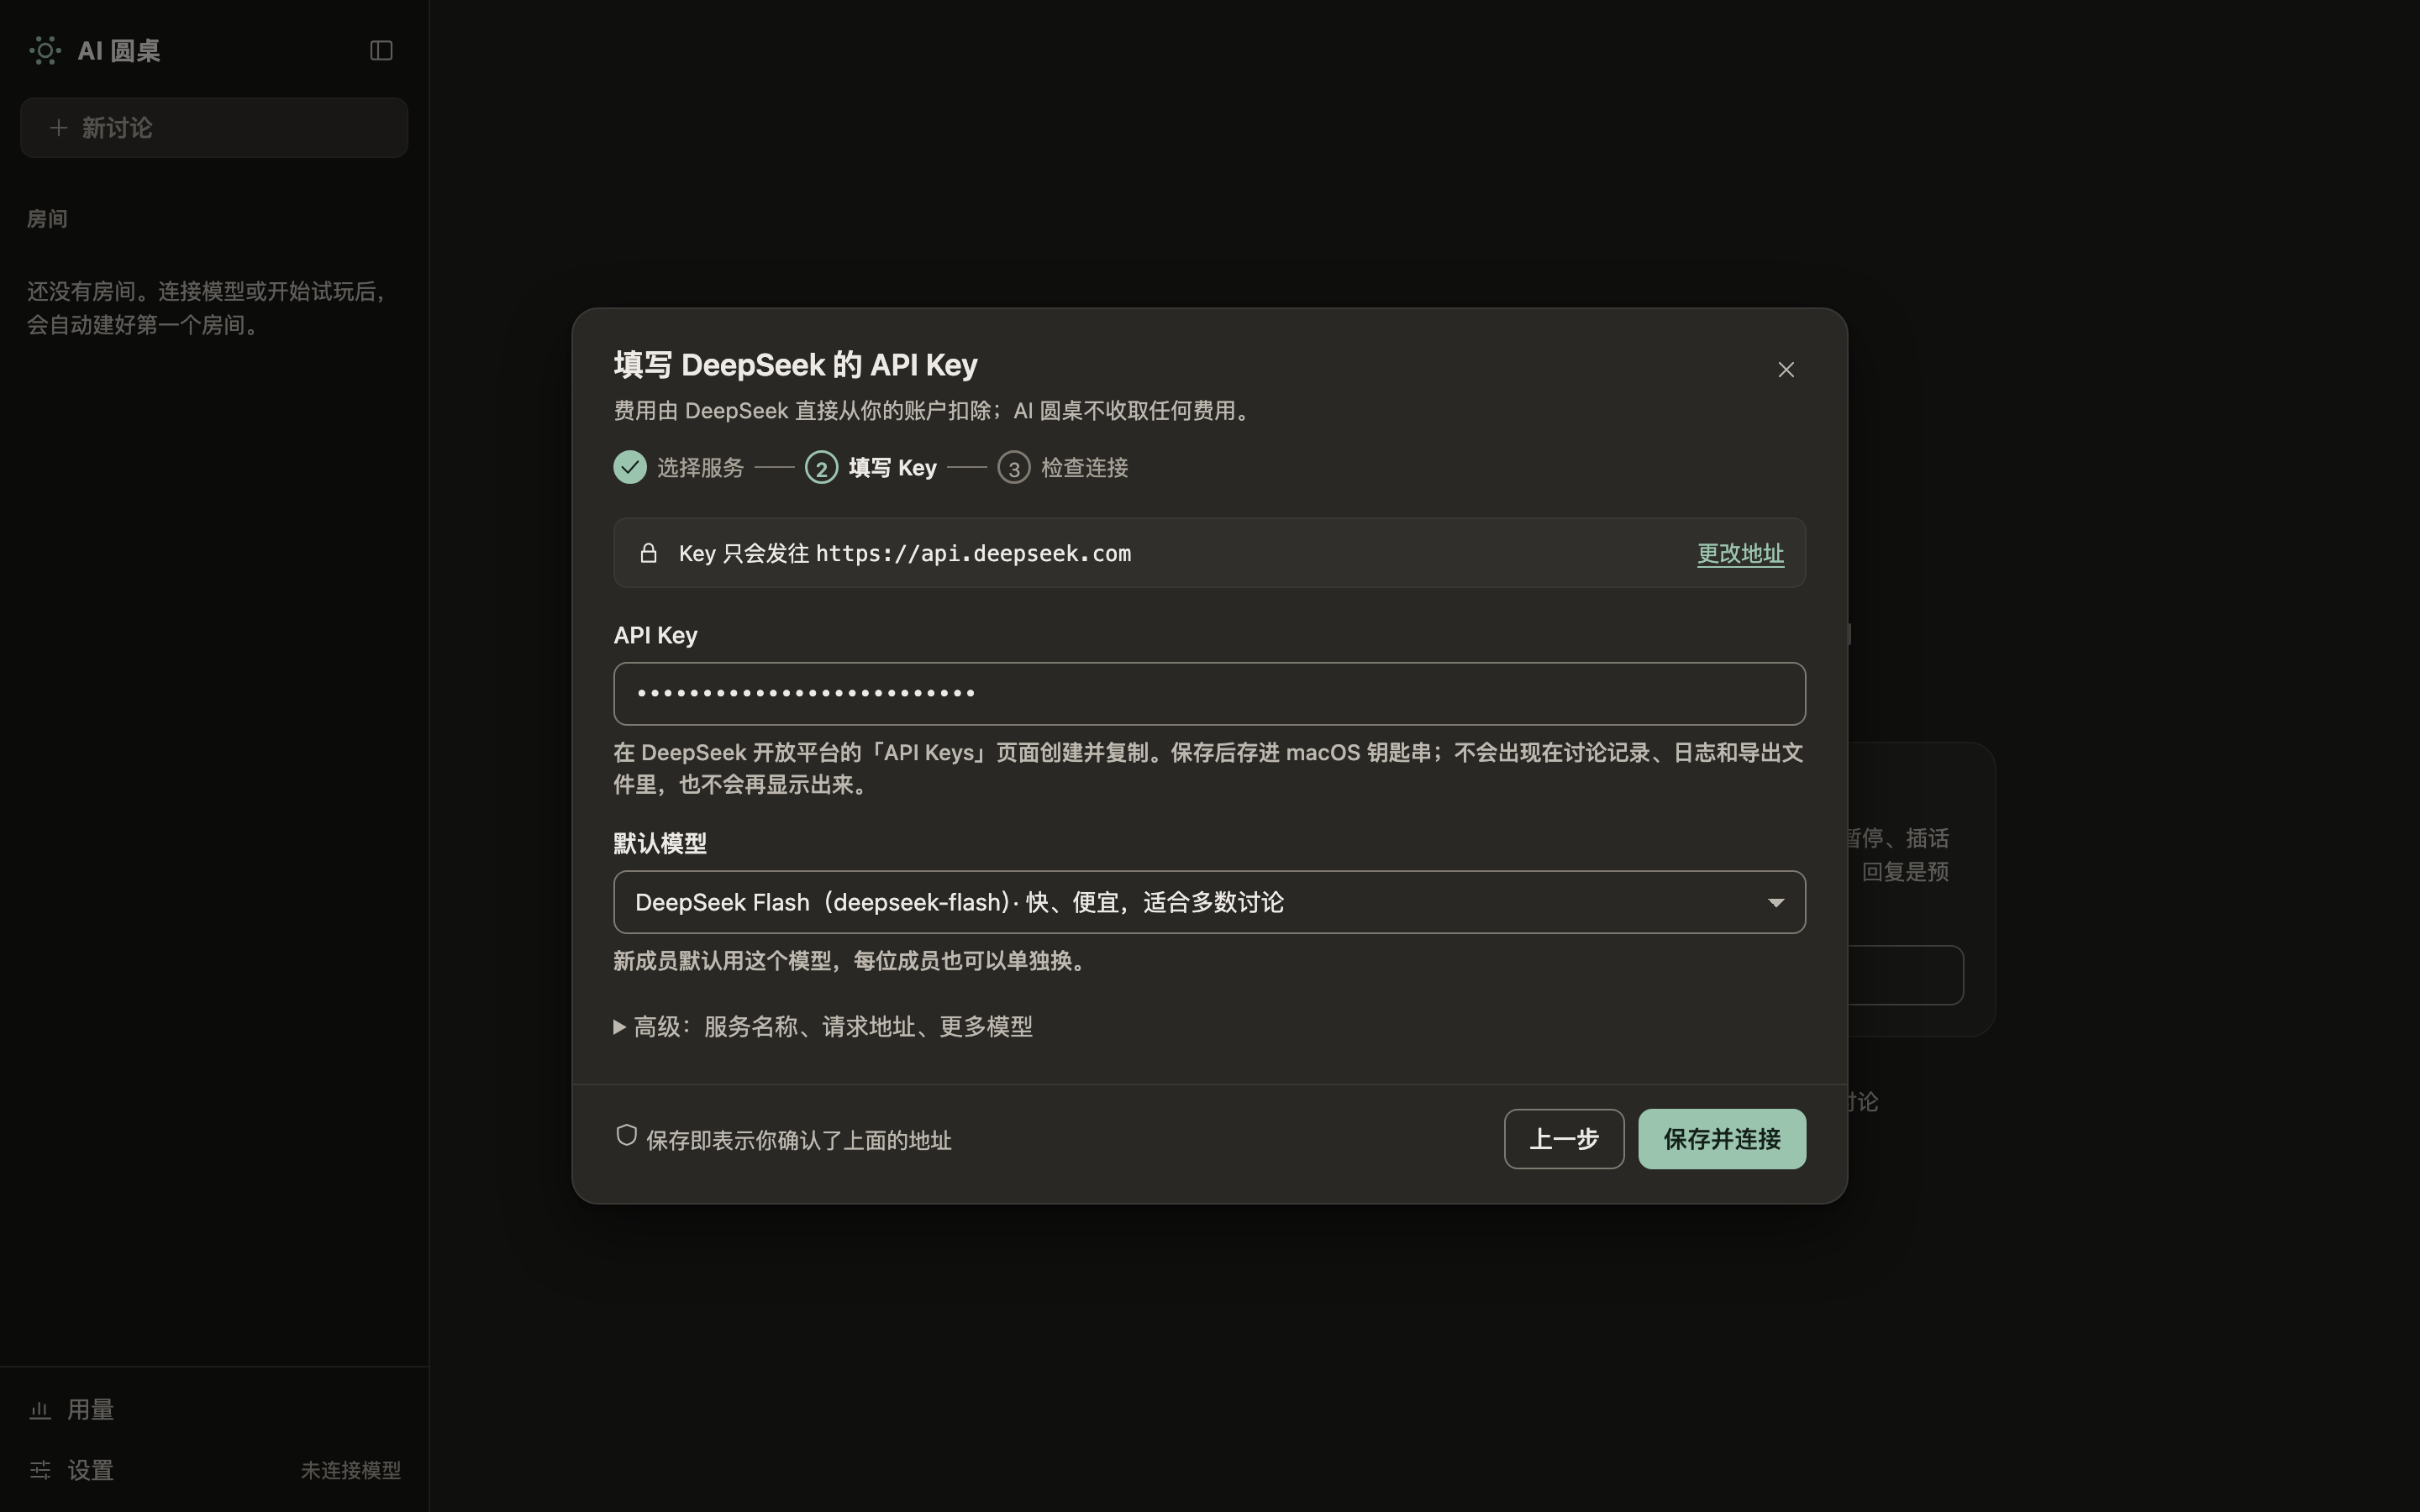 AI 圆桌
新讨论
房间
还没有房间。连接模型或开始试玩后，
会自动建好第一个房间。
填写 DeepSeek 的 API Key
费用由 DeepSeek 直接从你的账户扣除；AI 圆桌不收取任何费用。
选择服务 2 填写 Key 3 检查连接
Key 只会发往 https://api.deepseek.com 更改地址
API Key
在 DeepSeek 开放平台的「API Keys」页面创建并复制。保存后存进 macOS 钥匙串；不会出现在讨论记录、日志和导出文
件里，也不会再显示出来。
默认模型
DeepSeek Flash（deepseek-flash）· 快、便宜，适合多数讨论
新成员默认用这个模型，每位成员也可以单独换。
高级：服务名称、请求地址、更多模型
保存即表示你确认了上面的地址 上一步 保存并连接
暂停、插话
回复是预
讨论
用量
设置 未连接模型